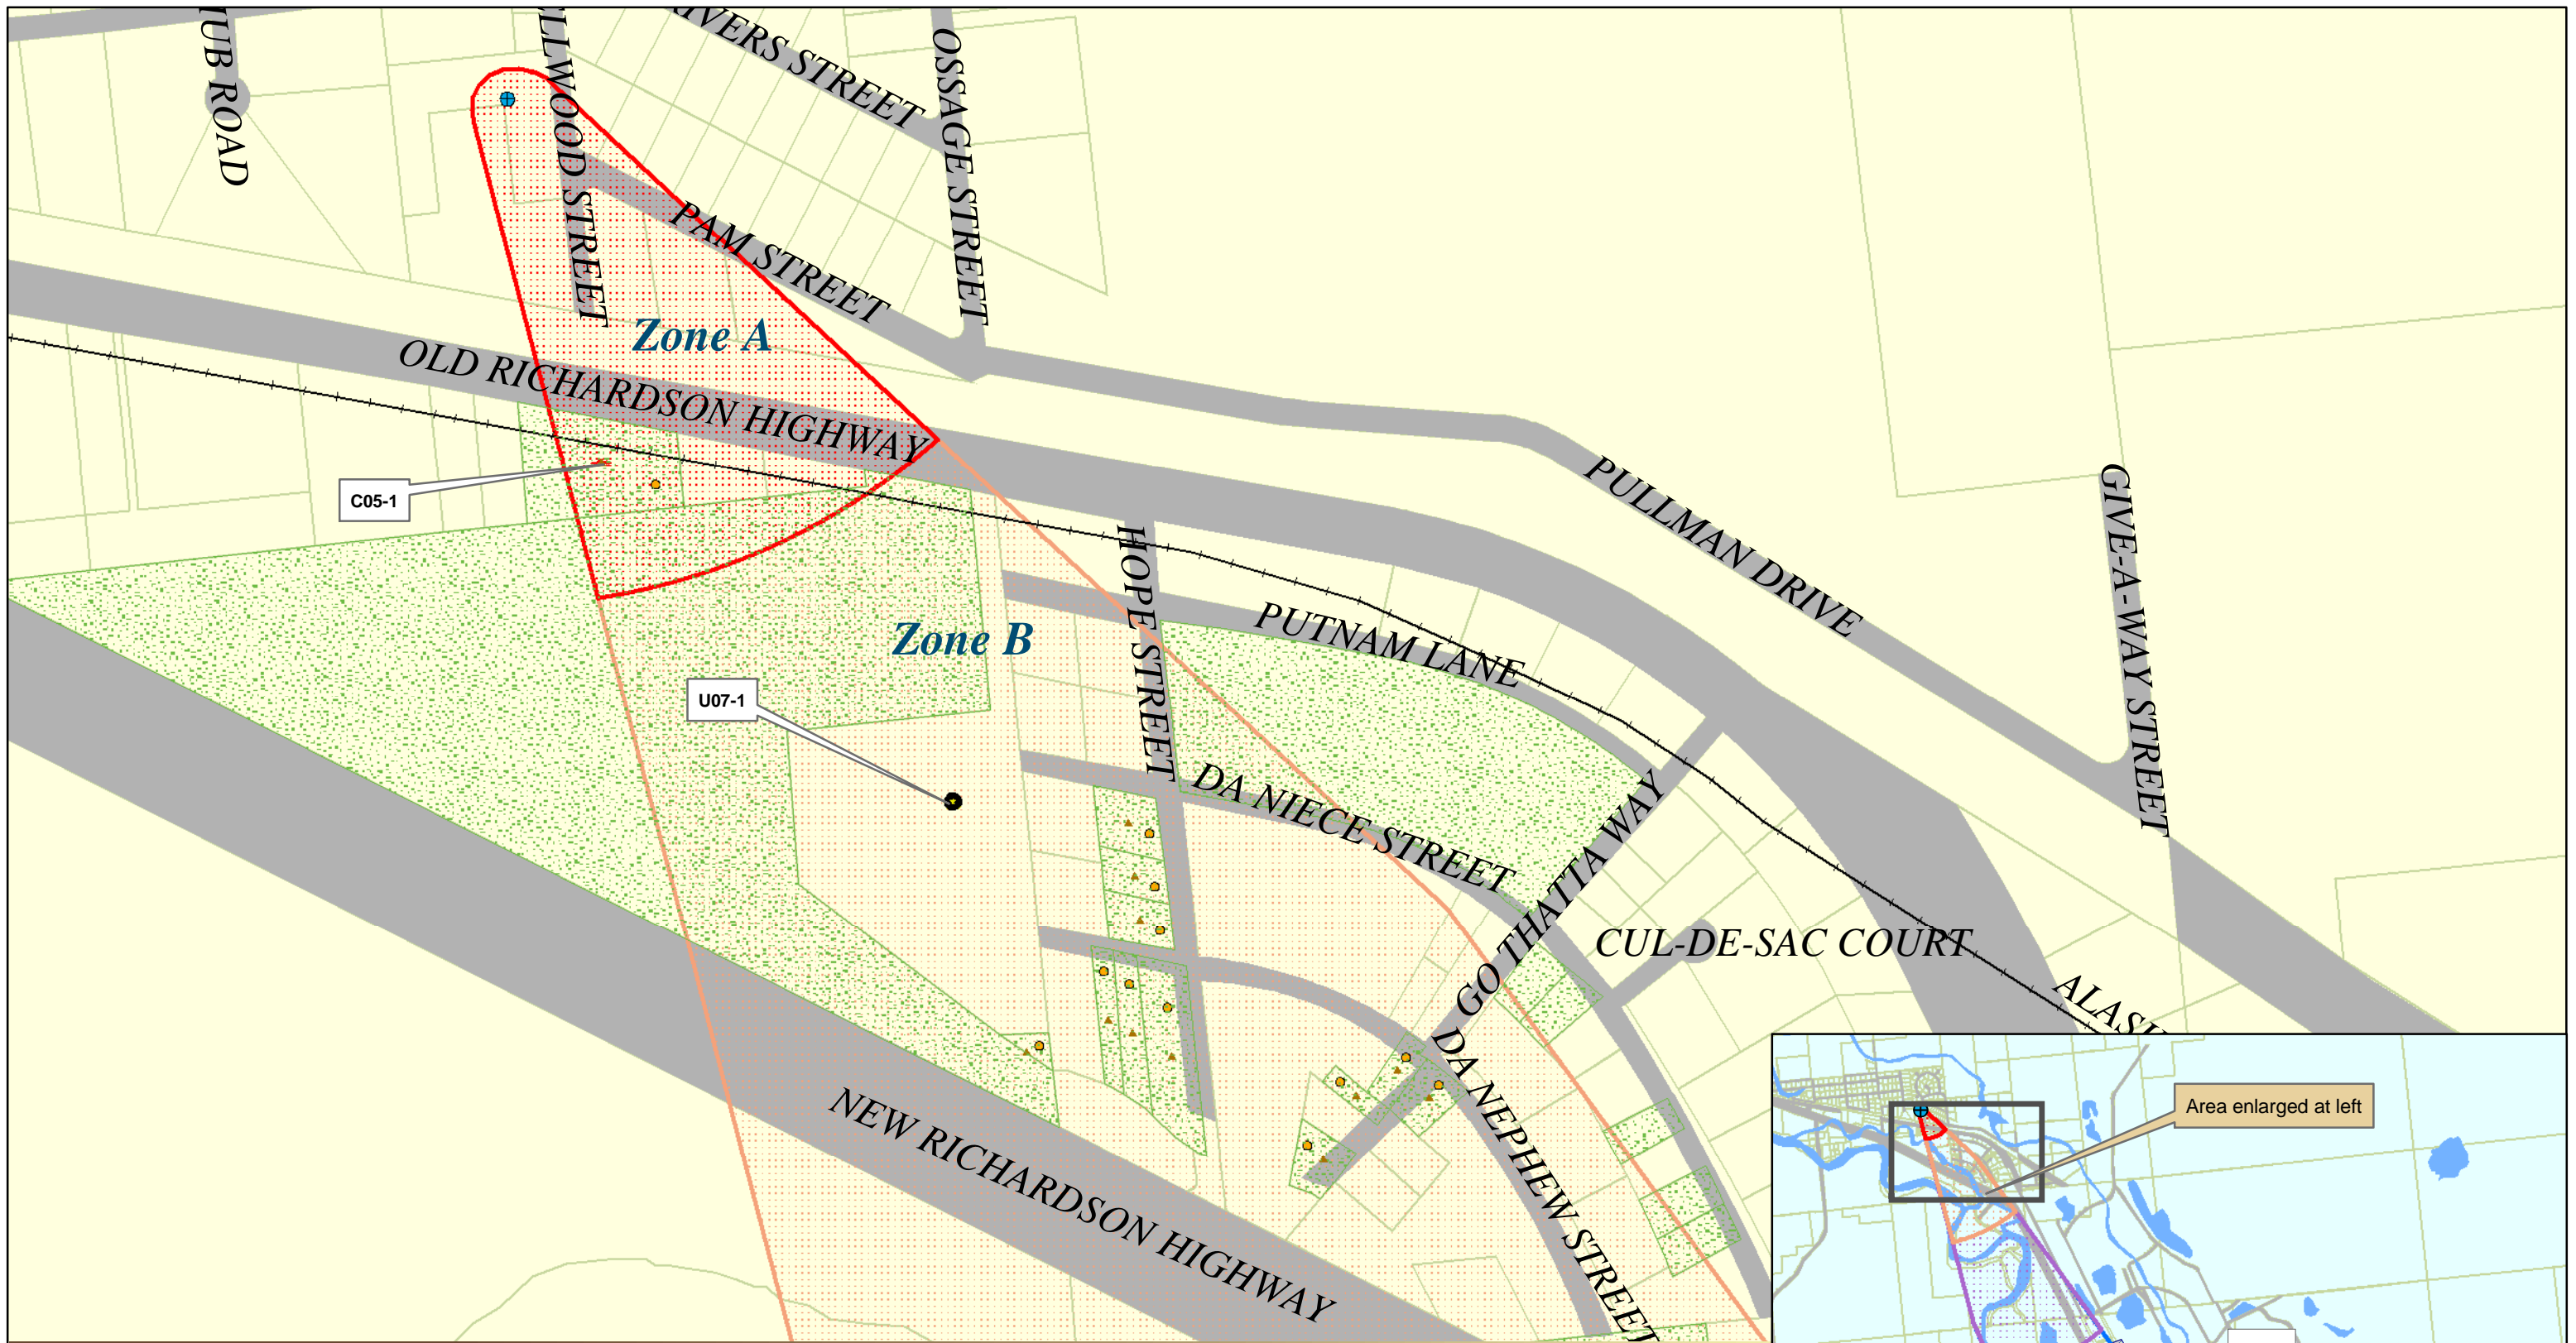 ELLWOOD STREET
OSSAGE STREET
PAM STREET
Zone A
OLD RICHARDSON HIGHWAY
C05-1
PULLMAN DRIVE
GIVE-A-WAY STREET
HOPE STREET
PUTNAM LANE
Zone B
U07-1
DA NIECE STREET
GO THATTA WAY
CUL-DE-SAC COURT
DA NEPHEW STREET
NEW RICHARDSON HIGHWAY
Area enlarged at left